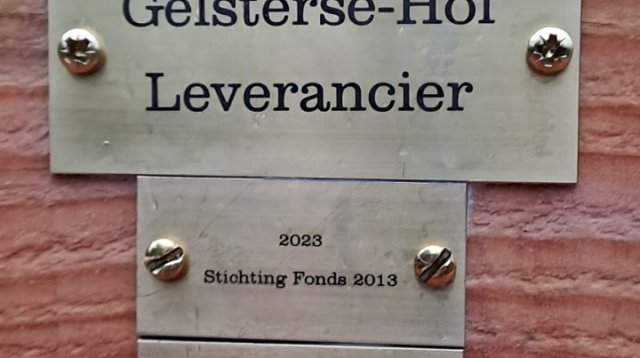 Geisterse-Hof
Leverancier
2023
Stichting Fonds 2013